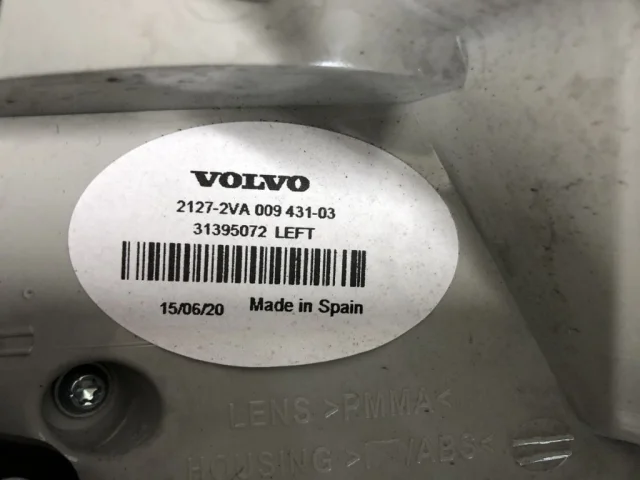 VOLVO
2127-2VA 009 431-03
31395072 LEFT
15/06/20 Made in Spain
LENS >PMMA<
HOUSING > /ABS<